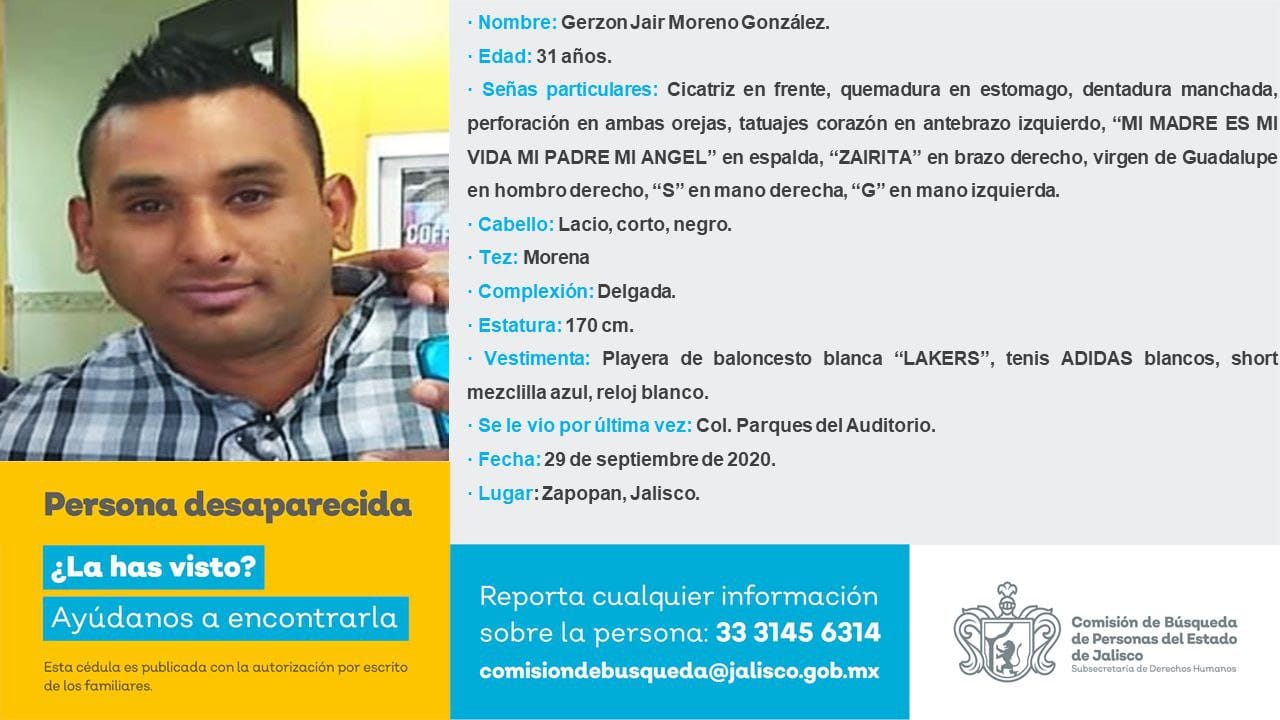 · Nombre: Gerzon Jair Moreno González.
· Edad: 31 años.
· Señas particulares: Cicatriz en frente, quemadura en estomago, dentadura manchada,
perforación en ambas orejas, tatuajes corazón en antebrazo izquierdo, “MI MADRE ES MI
VIDA MI PADRE MI ANGEL” en espalda, “ZAIRITA” en brazo derecho, virgen de Guadalupe
en hombro derecho, “S” en mano derecha, “G” en mano izquierda.
· Cabello: Lacio, corto, negro.
· Tez: Morena
· Complexión: Delgada.
· Estatura: 170 cm.
· Vestimenta: Playera de baloncesto blanca “LAKERS”, tenis ADIDAS blancos, short
mezclilla azul, reloj blanco.
· Se le vio por última vez: Col. Parques del Auditorio.
· Fecha: 29 de septiembre de 2020.
· Lugar: Zapopan, Jalisco.
Persona desaparecida
¿La has visto?
Ayúdanos a encontrarla
Esta cédula es publicada con la autorización por escrito
de los familiares.
Reporta cualquier información
sobre la persona: 33 3145 6314
comisiondebusqueda@jalisco.gob.mx
Comisión de Búsqueda
de Personas del Estado
de Jalisco
Subsecretaría de Derechos Humanos